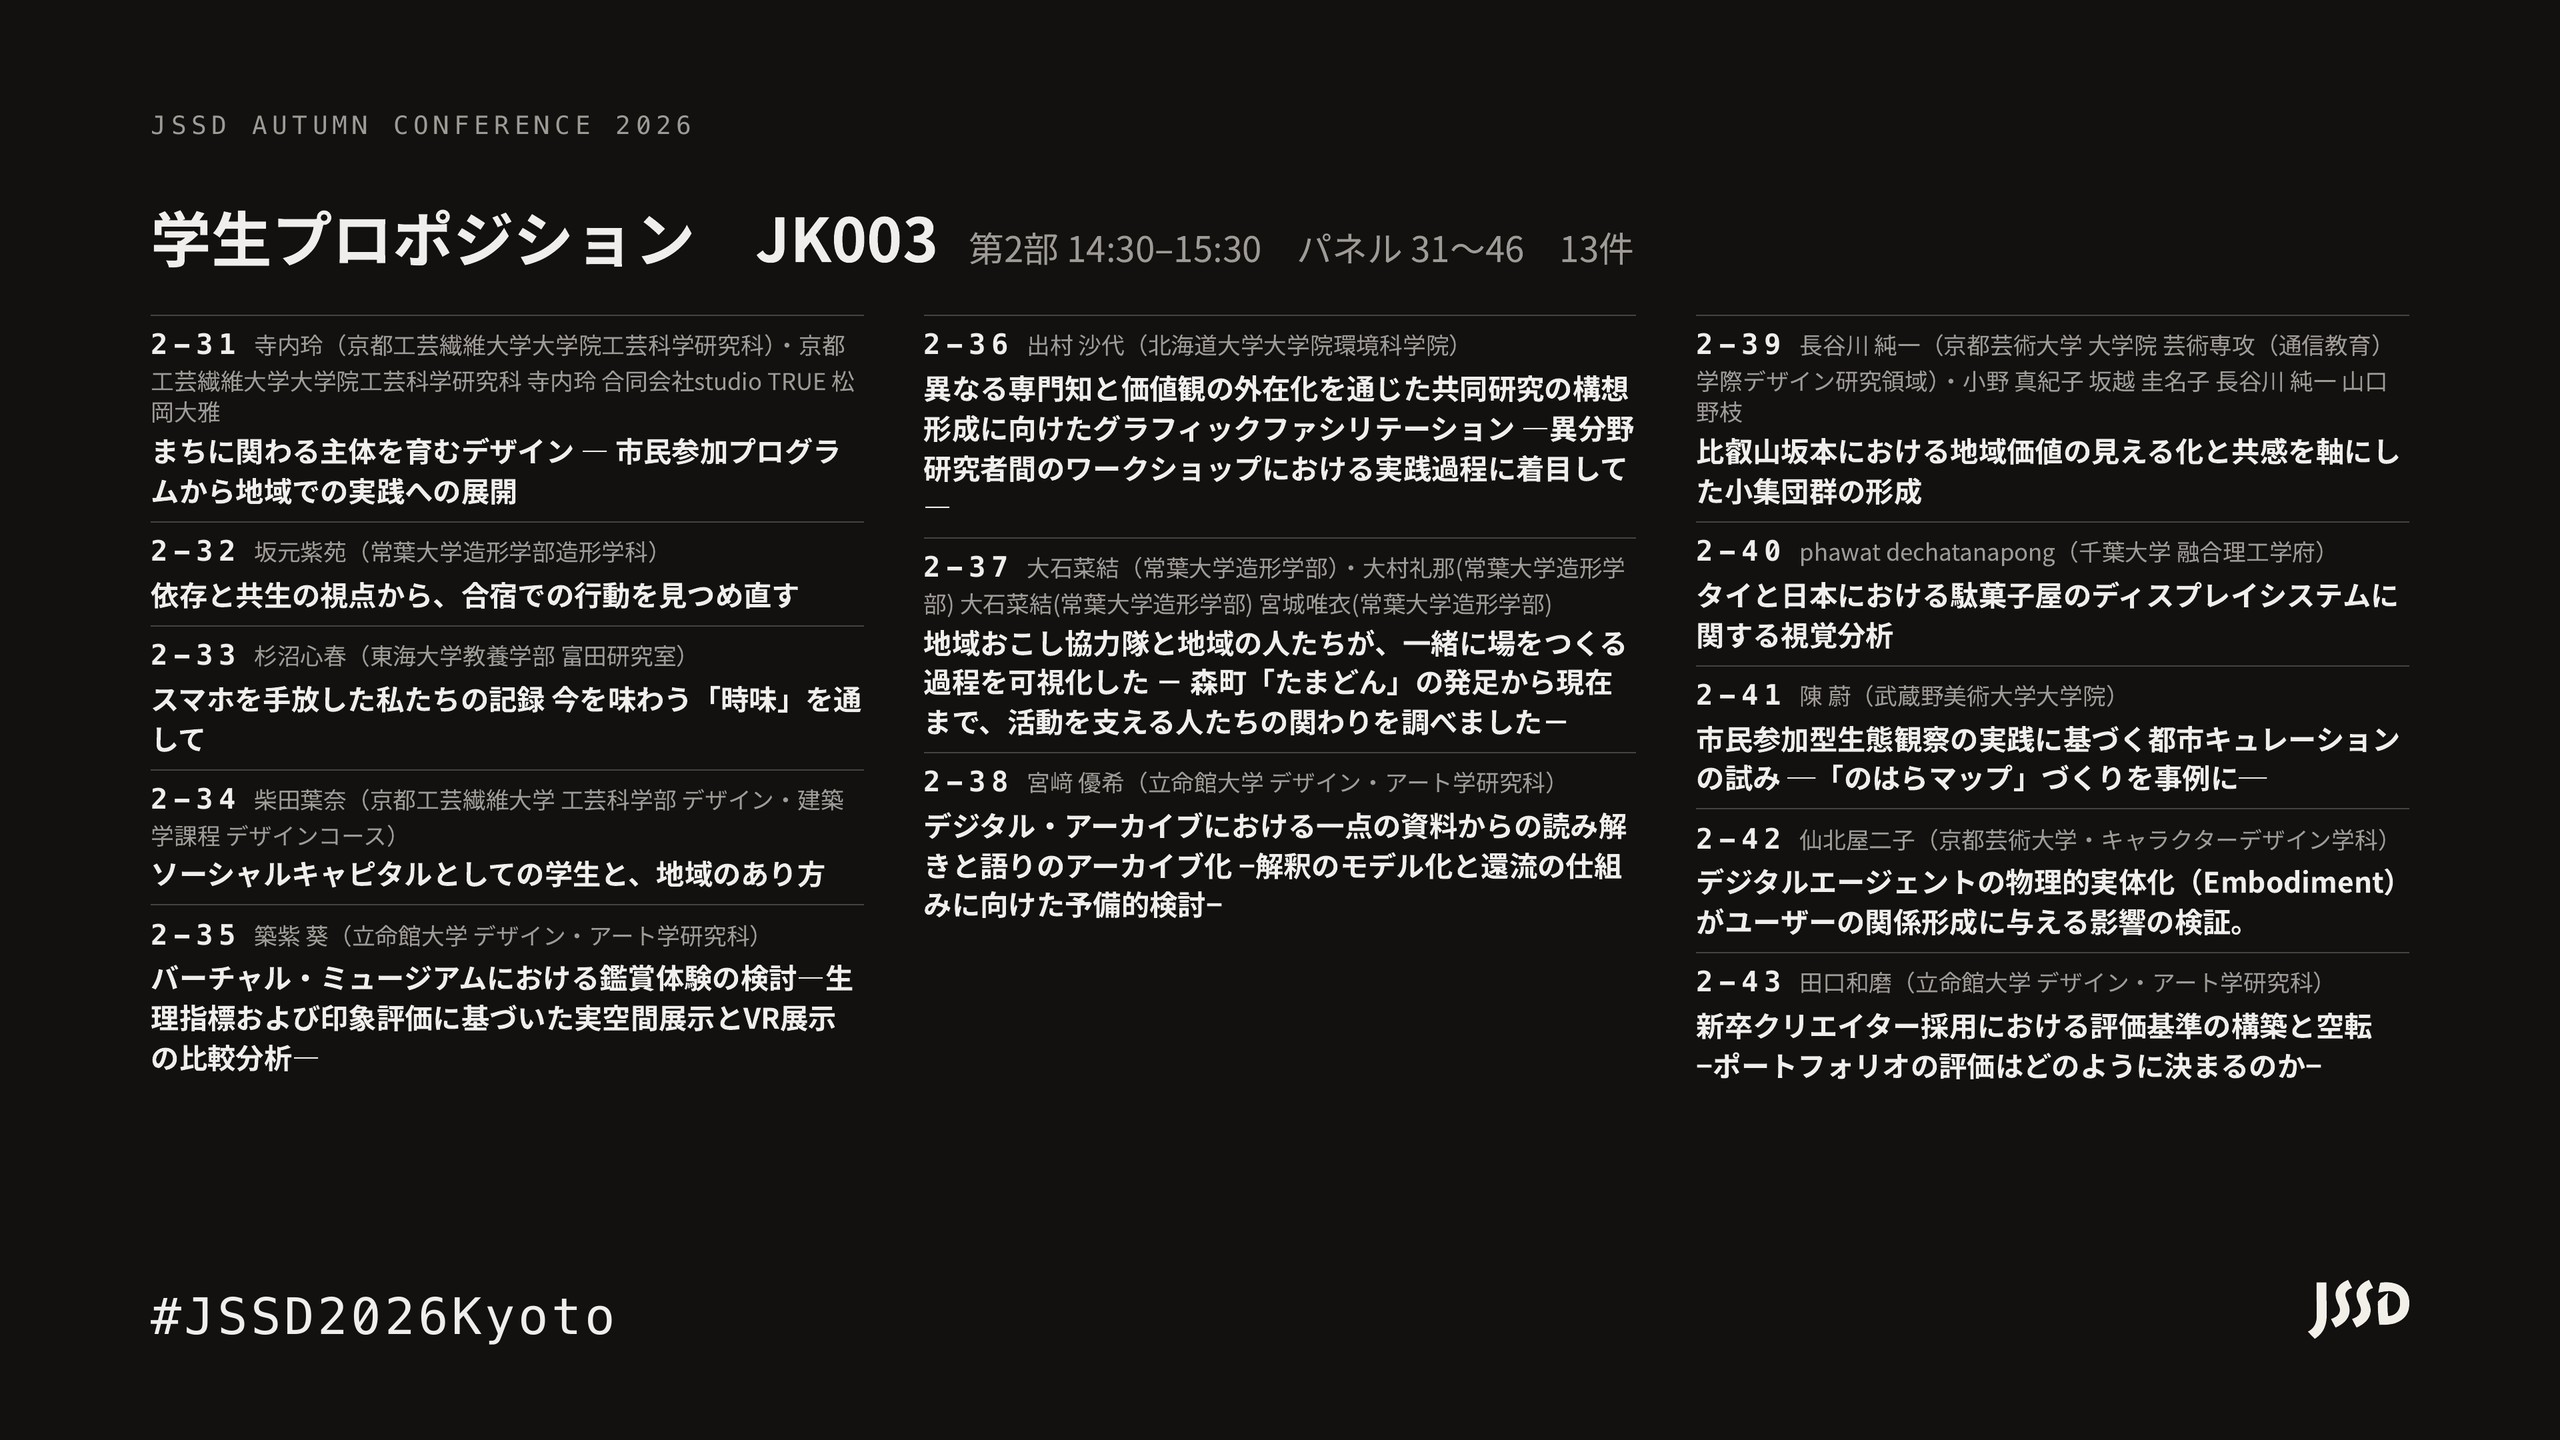 JSSD AUTUMN CONFERENCE 2026
学生プロポジション　JK003 第2部 14:30–15:30　パネル 31〜46　13件
2-31 寺内玲（京都工芸繊維大学大学院工芸科学研究科）・京都
工芸繊維大学大学院工芸科学研究科 寺内玲 合同会社studio TRUE 松
岡大雅
まちに関わる主体を育むデザイン ― 市民参加プログラ
ムから地域での実践への展開
2-32 坂元紫苑（常葉大学造形学部造形学科）
依存と共生の視点から、合宿での行動を見つめ直す
2-33 杉沼心春（東海大学教養学部 富田研究室）
スマホを手放した私たちの記録 今を味わう「時味」を通
して
2-34 柴田葉奈（京都工芸繊維大学 工芸科学部 デザイン・建築
学課程 デザインコース）
ソーシャルキャピタルとしての学生と、地域のあり方
2-35 築紫 葵（立命館大学 デザイン・アート学研究科）
バーチャル・ミュージアムにおける鑑賞体験の検討―生
理指標および印象評価に基づいた実空間展示とVR展示
の比較分析―
2-36 出村 沙代（北海道大学大学院環境科学院）
異なる専門知と価値観の外在化を通じた共同研究の構想
形成に向けたグラフィックファシリテーション ―異分野
研究者間のワークショップにおける実践過程に着目して
―
2-37 大石菜結（常葉大学造形学部）・大村礼那(常葉大学造形学
部) 大石菜結(常葉大学造形学部) 宮城唯衣(常葉大学造形学部)
地域おこし協力隊と地域の人たちが、一緒に場をつくる
過程を可視化した － 森町「たまどん」の発足から現在
まで、活動を支える人たちの関わりを調べました－
2-38 宮﨑 優希（立命館大学 デザイン・アート学研究科）
デジタル・アーカイブにおける一点の資料からの読み解
きと語りのアーカイブ化 –解釈のモデル化と還流の仕組
みに向けた予備的検討–
2-39 長谷川 純一（京都芸術大学 大学院 芸術専攻（通信教育）
学際デザイン研究領域）・小野 真紀子 坂越 圭名子 長谷川 純一 山口
野枝
比叡山坂本における地域価値の見える化と共感を軸にし
た小集団群の形成
2-40 phawat dechatanapong（千葉大学 融合理工学府）
タイと日本における駄菓子屋のディスプレイシステムに
関する視覚分析
2-41 陳 蔚（武蔵野美術大学大学院）
市民参加型生態観察の実践に基づく都市キュレーション
の試み ―「のはらマップ」づくりを事例に―
2-42 仙北屋二子（京都芸術大学・キャラクターデザイン学科）
デジタルエージェントの物理的実体化（Embodiment）
がユーザーの関係形成に与える影響の検証。
2-43 田口和磨（立命館大学 デザイン・アート学研究科）
新卒クリエイター採用における評価基準の構築と空転
–ポートフォリオの評価はどのように決まるのか–
#JSSD2026Kyoto
JSSD